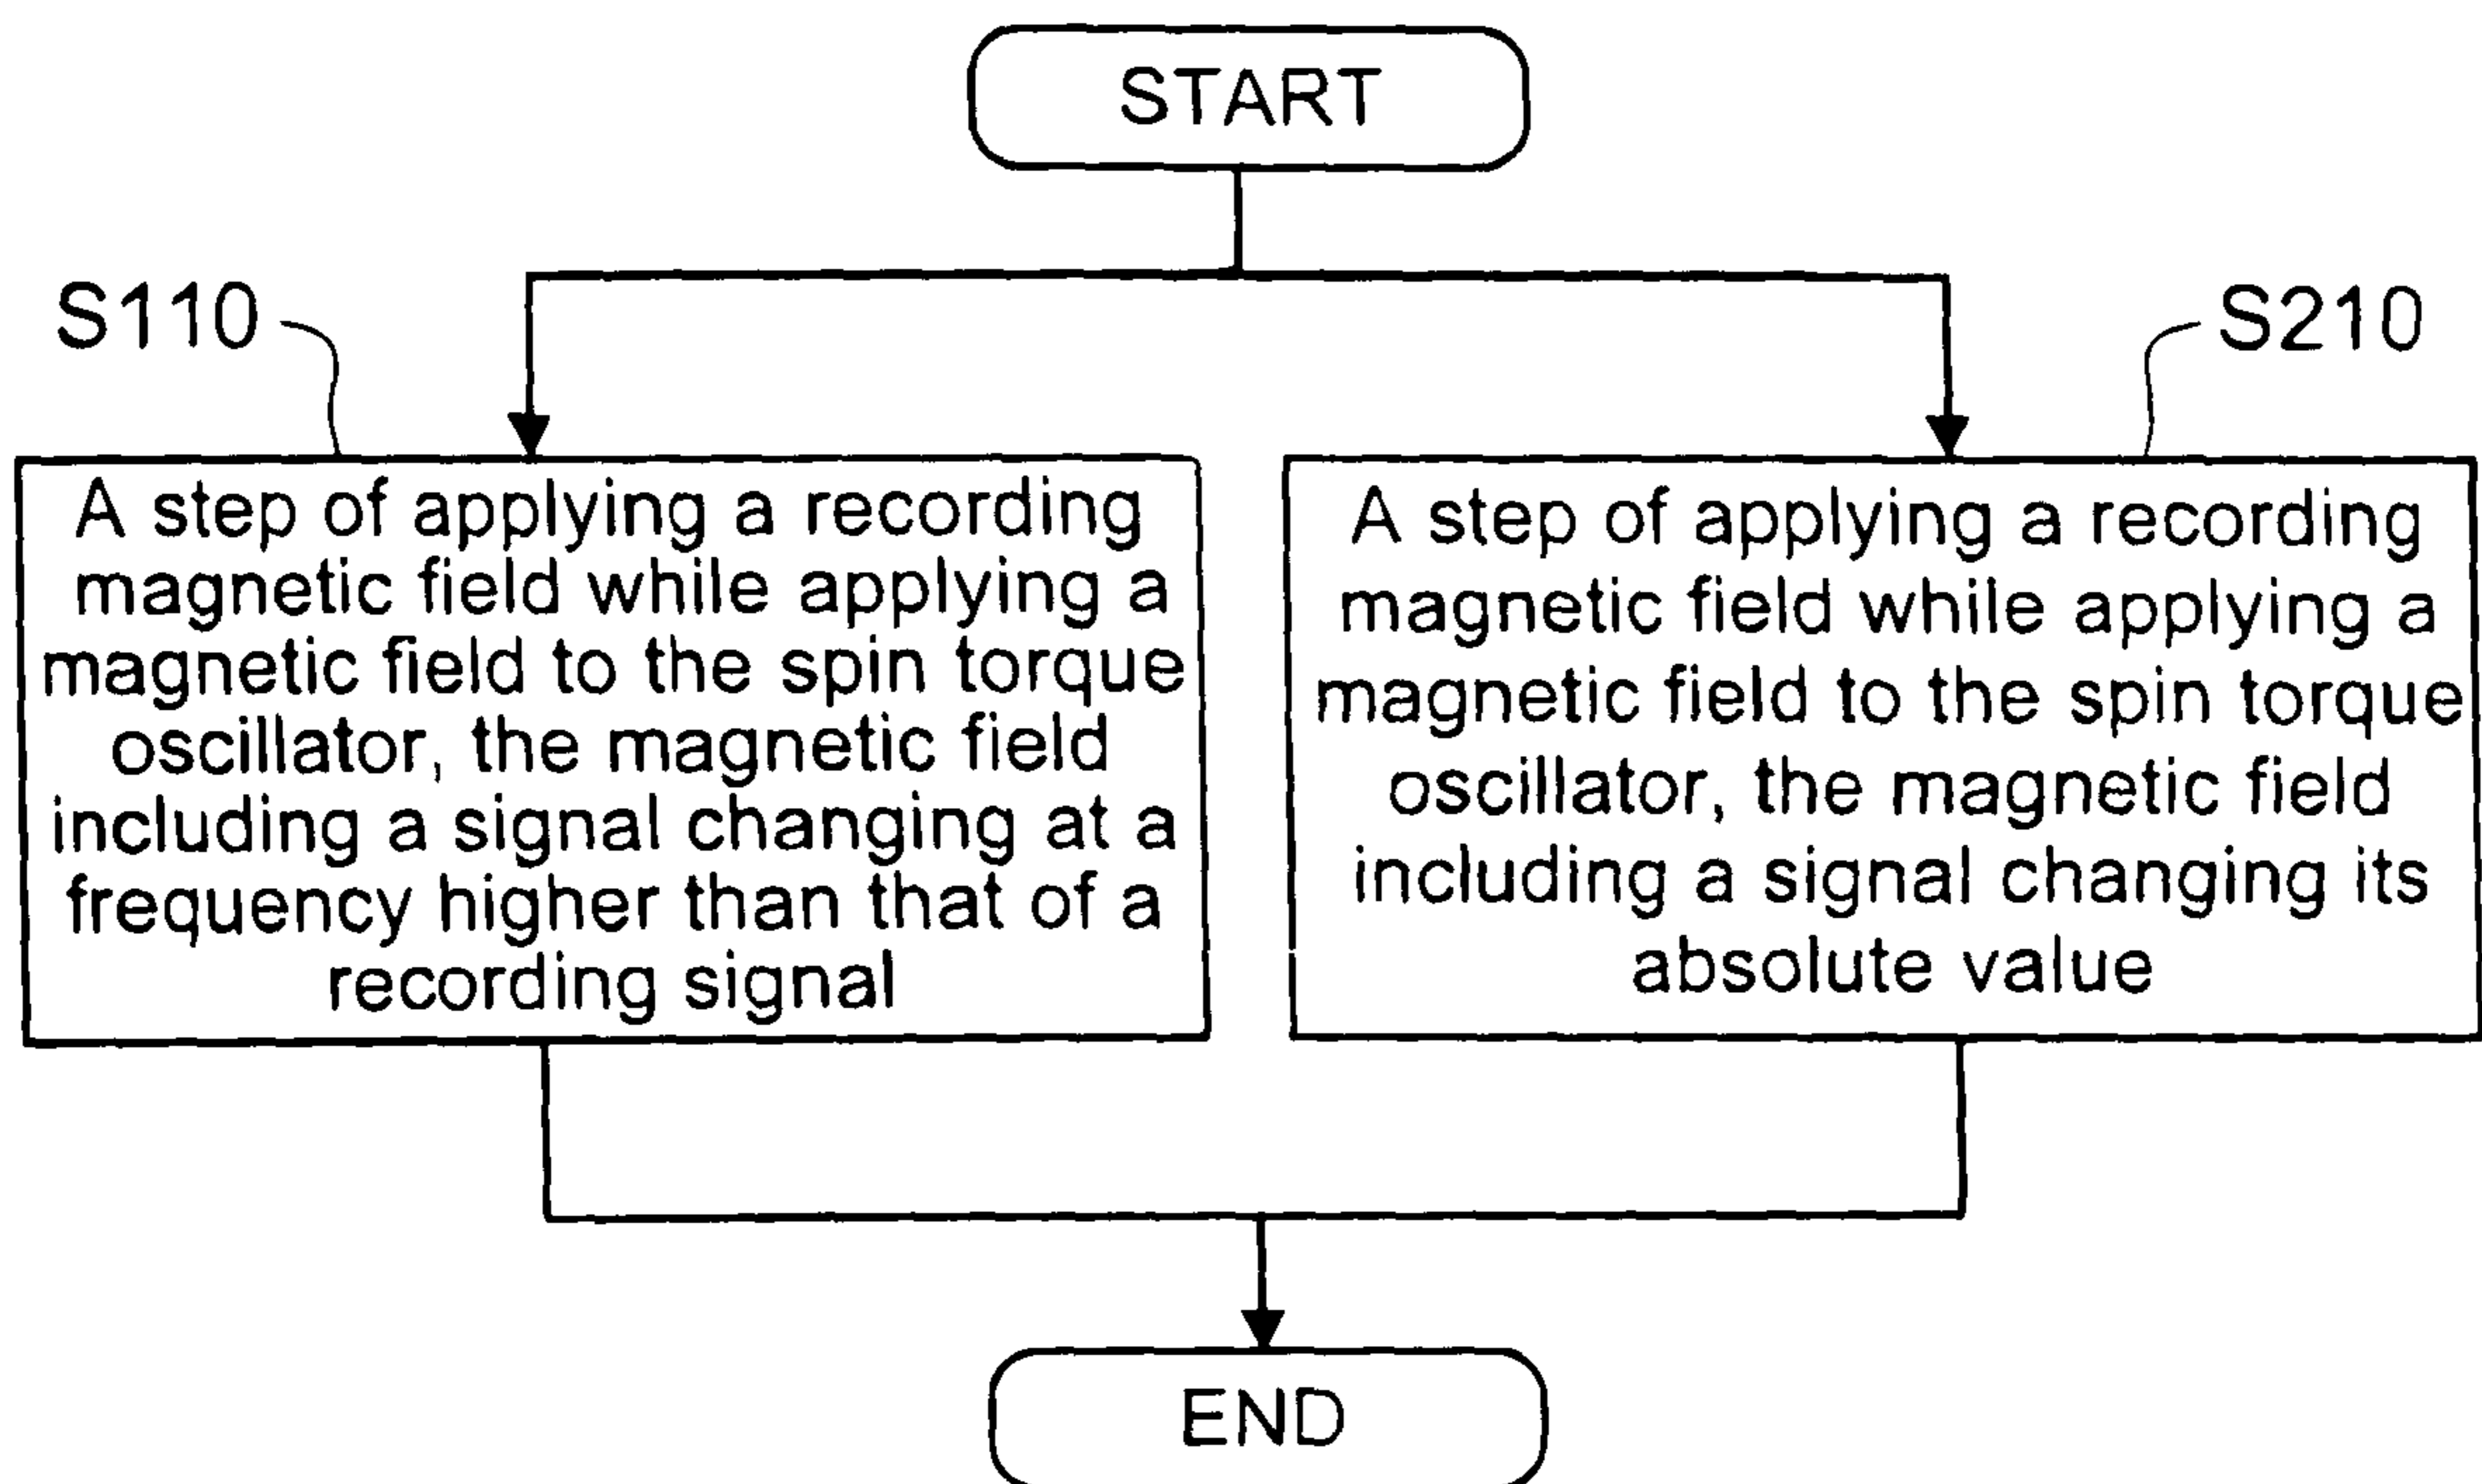 START
S110
S210
A step of applying a recording
magnetic field while applying a
magnetic field to the spin torque
oscillator, the magnetic field
including a signal changing at a
frequency higher than that of a
recording signal
A step of applying a recording
magnetic field while applying a
magnetic field to the spin torque
oscillator, the magnetic field
including a signal changing its
absolute value
END